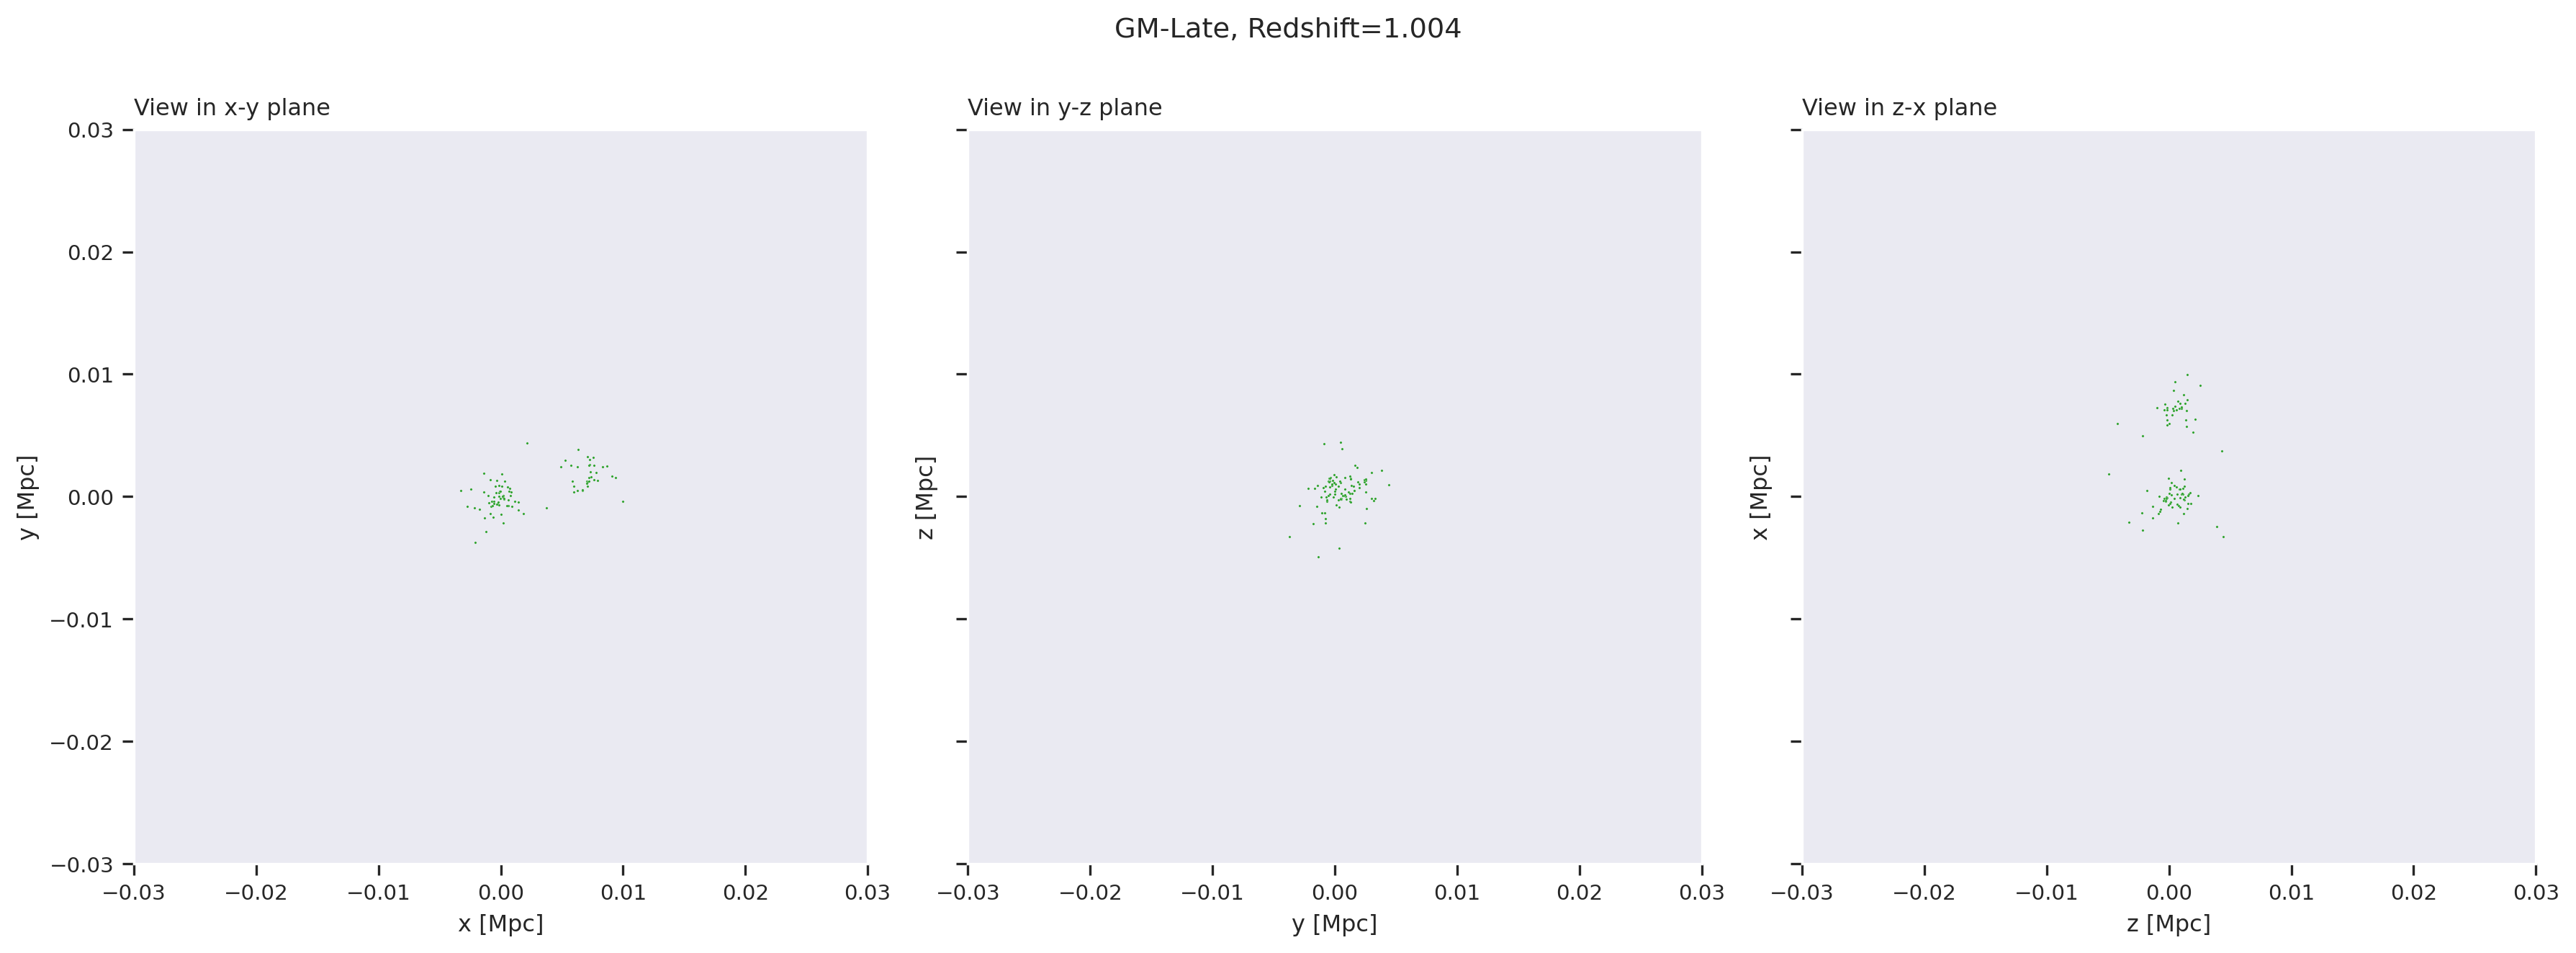 GM-Late, Redshift=1.004
View in x-y plane
0.03
0.02
0.01
0.00
−0.01
−0.02
−0.03
y [Mpc]
−0.03 −0.02 −0.01 0.00 0.01 0.02 0.03
x [Mpc]
View in y-z plane
z [Mpc]
−0.03 −0.02 −0.01 0.00 0.01 0.02 0.03
y [Mpc]
View in z-x plane
x [Mpc]
−0.03 −0.02 −0.01 0.00 0.01 0.02 0.03
z [Mpc]